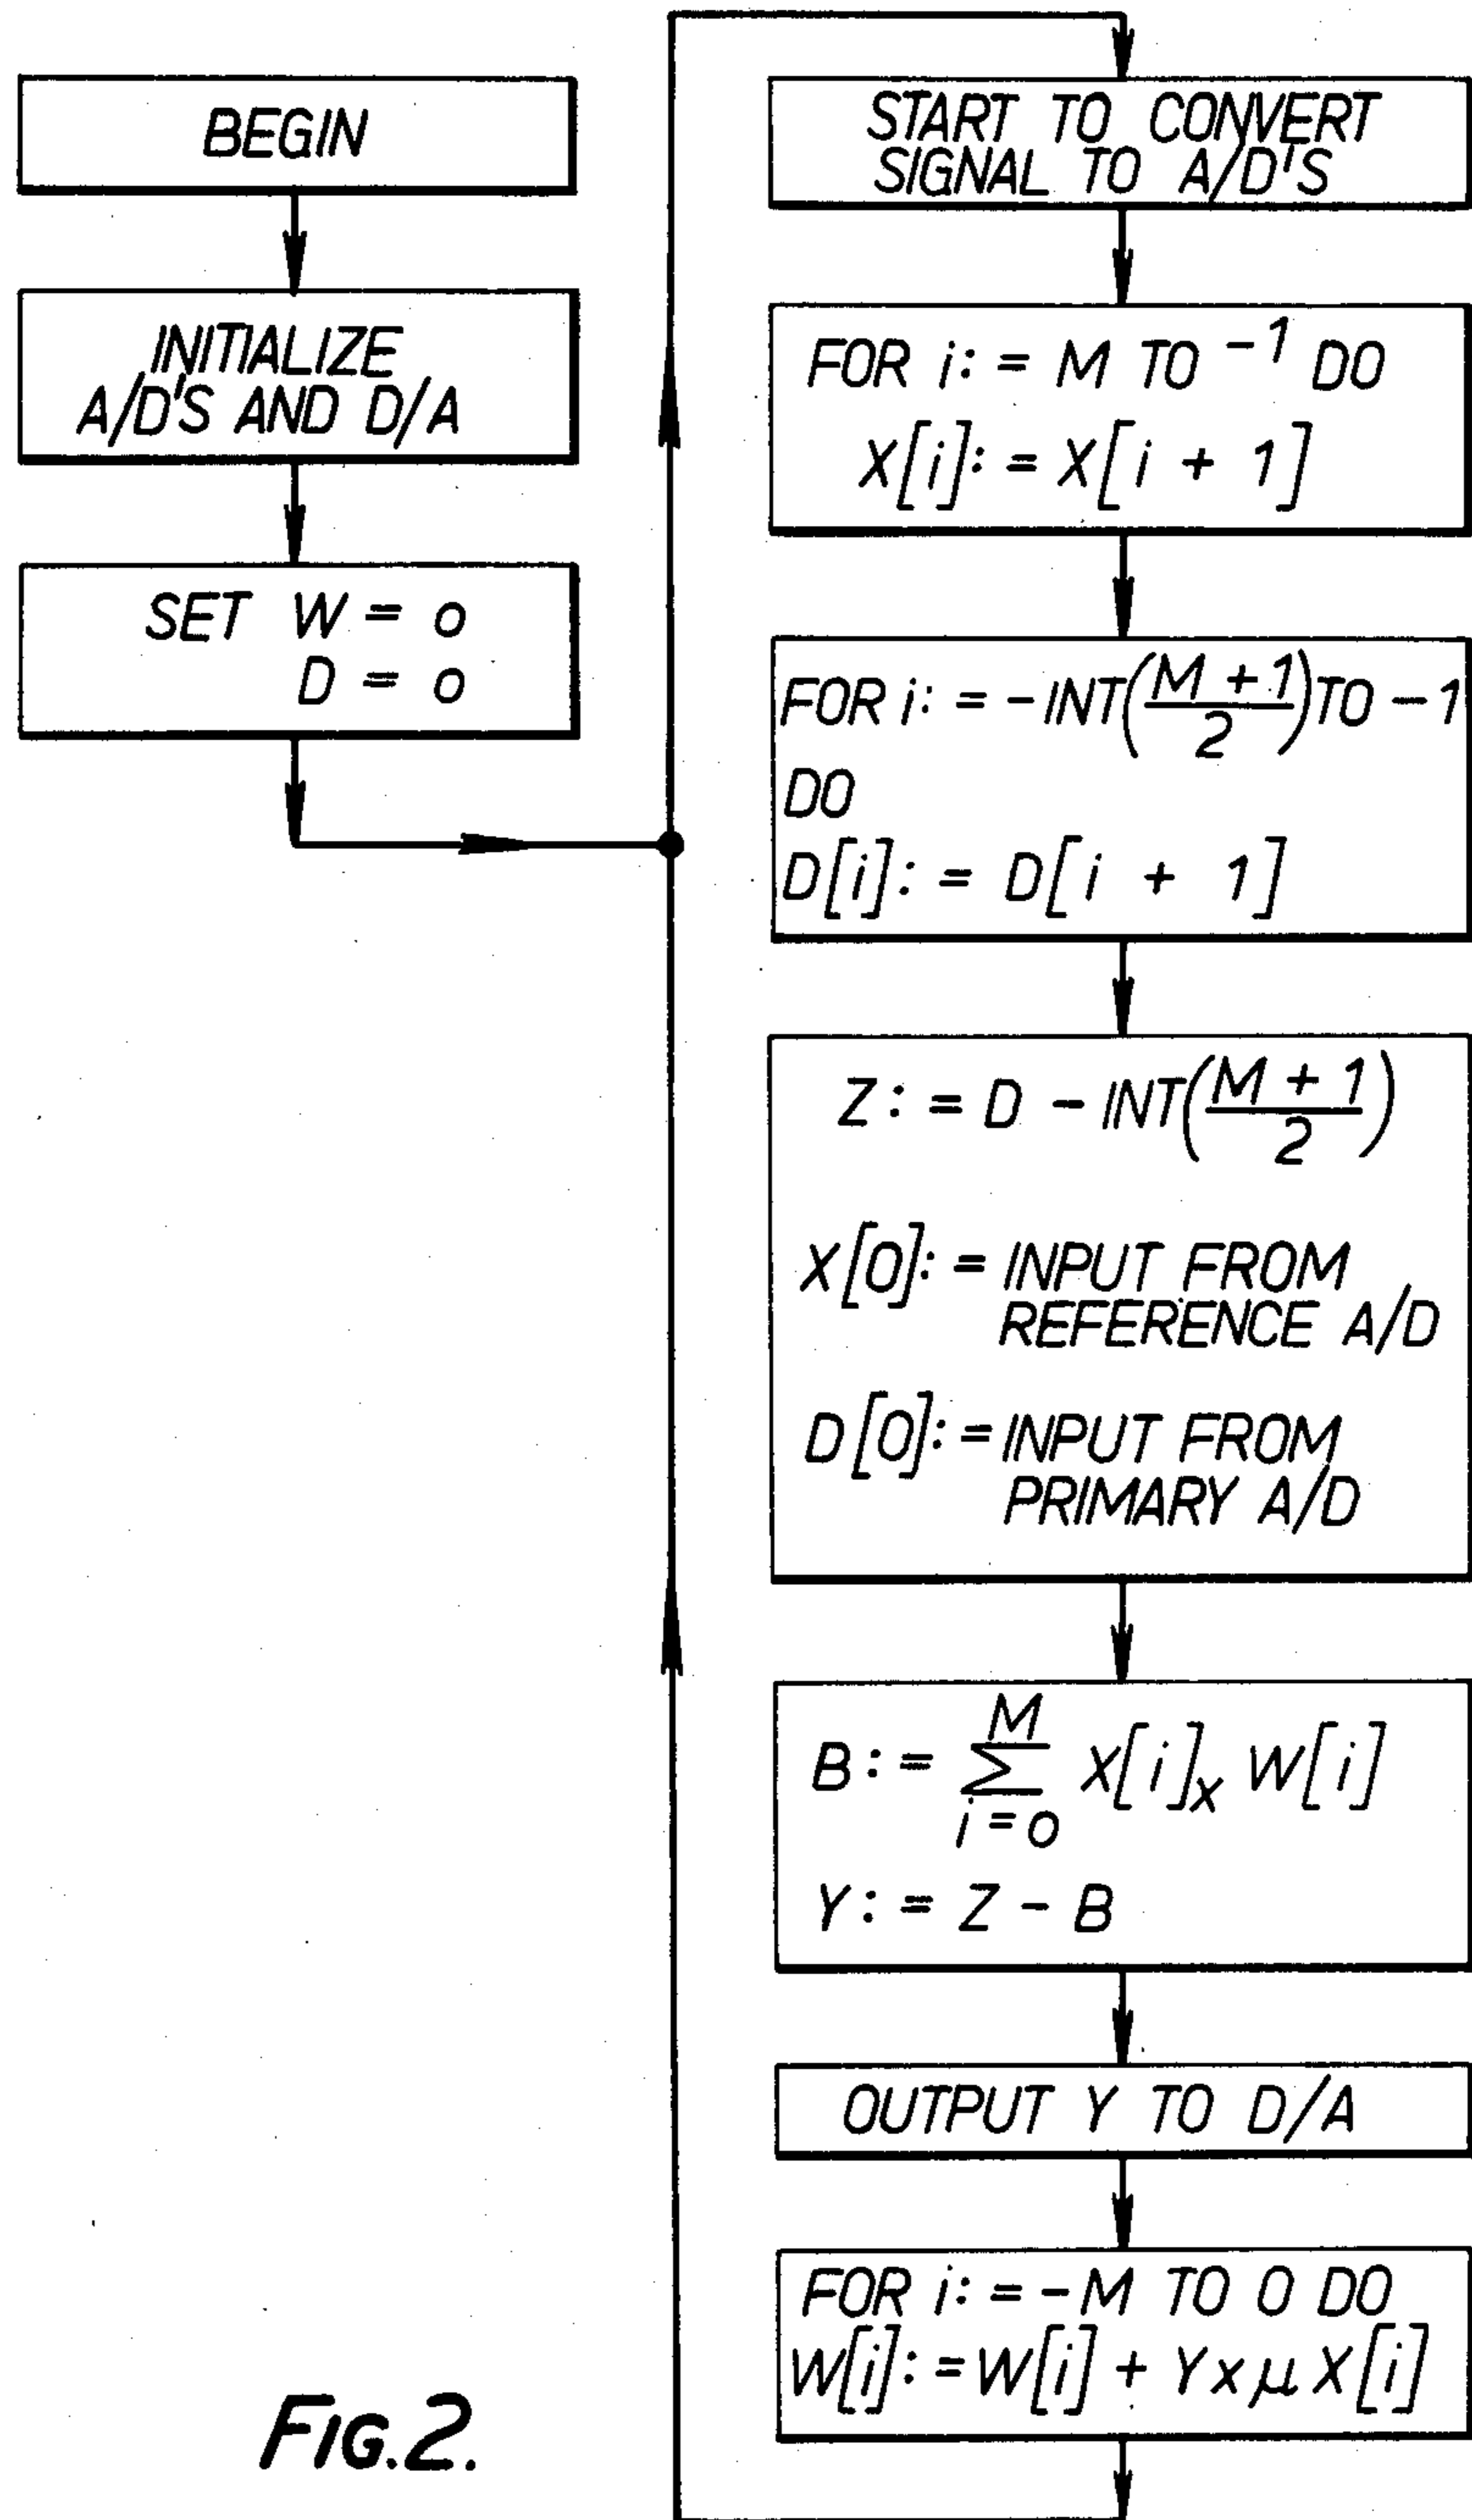 BEGIN
INITIALIZE
A/D'S AND D/A
SET W = o
D = o
START TO CONVERT
SIGNAL TO A/D'S
FOR i: = M TO -1 DO
X[i]: = X[i + 1]
FOR i: = -INT(M + 1 / 2) TO -1
DO
D[i]: = D[i + 1]
Z: = D - INT(M + 1 / 2)
X[0]: = INPUT FROM
REFERENCE A/D
D[0]: = INPUT FROM
PRIMARY A/D
B: = M Σ i=o X[i] x W[i]
Y: = Z - B
OUTPUT Y TO D/A
FOR i: = -M TO 0 DO
W[i]: = W[i] + Y x μ X[i]
FIG.2.